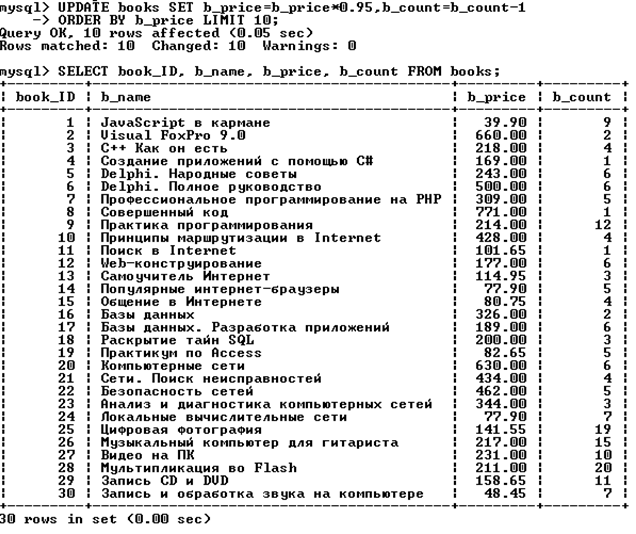 mysql> UPDATE books SET b_price=b_price*0.95,b_count=b_count-1
-> ORDER BY b_price LIMIT 10;
Query OK, 10 rows affected (0.05 sec)
Rows matched: 10 Changed: 10 Warnings: 0
mysql> SELECT book_ID, b_name, b_price, b_count FROM books;
book_ID | b_name | b_price | b_count
1 | JavaScript в кармане | 39.90 | 9
2 | Visual FoxPro 9.0 | 660.00 | 2
3 | C++ Как он есть | 218.00 | 4
4 | Создание приложений с помощью C# | 169.00 | 1
5 | Delphi. Народные советы | 243.00 | 6
6 | Delphi. Полное руководство | 500.00 | 6
7 | Профессиональное программирование на PHP | 309.00 | 5
8 | Совершенный код | 771.00 | 1
9 | Практика программирования | 214.00 | 12
10 | Принципы маршрутизации в Internet | 428.00 | 4
11 | Поиск в Internet | 101.65 | 1
12 | Web-конструирование | 177.00 | 6
13 | Самоучитель Интернет | 114.95 | 3
14 | Популярные интернет-браузеры | 77.90 | 5
15 | Общение в Интернете | 80.75 | 4
16 | Базы данных | 326.00 | 2
17 | Базы данных. Разработка приложений | 189.00 | 6
18 | Раскрытие тайн SQL | 200.00 | 3
19 | Практикум по Access | 82.65 | 5
20 | Компьютерные сети | 630.00 | 6
21 | Сети. Поиск неисправностей | 434.00 | 4
22 | Безопасность сетей | 462.00 | 5
23 | Анализ и диагностика компьютерных сетей | 344.00 | 3
24 | Локальные вычислительные сети | 77.90 | 7
25 | Цифровая фотография | 141.55 | 19
26 | Музыкальный компьютер для гитариста | 217.00 | 15
27 | Видео на ПК | 231.00 | 10
28 | Мультипликация во Flash | 211.00 | 20
29 | Запись CD и DVD | 158.65 | 11
30 | Запись и обработка звука на компьютере | 48.45 | 7
30 rows in set (0.00 sec)